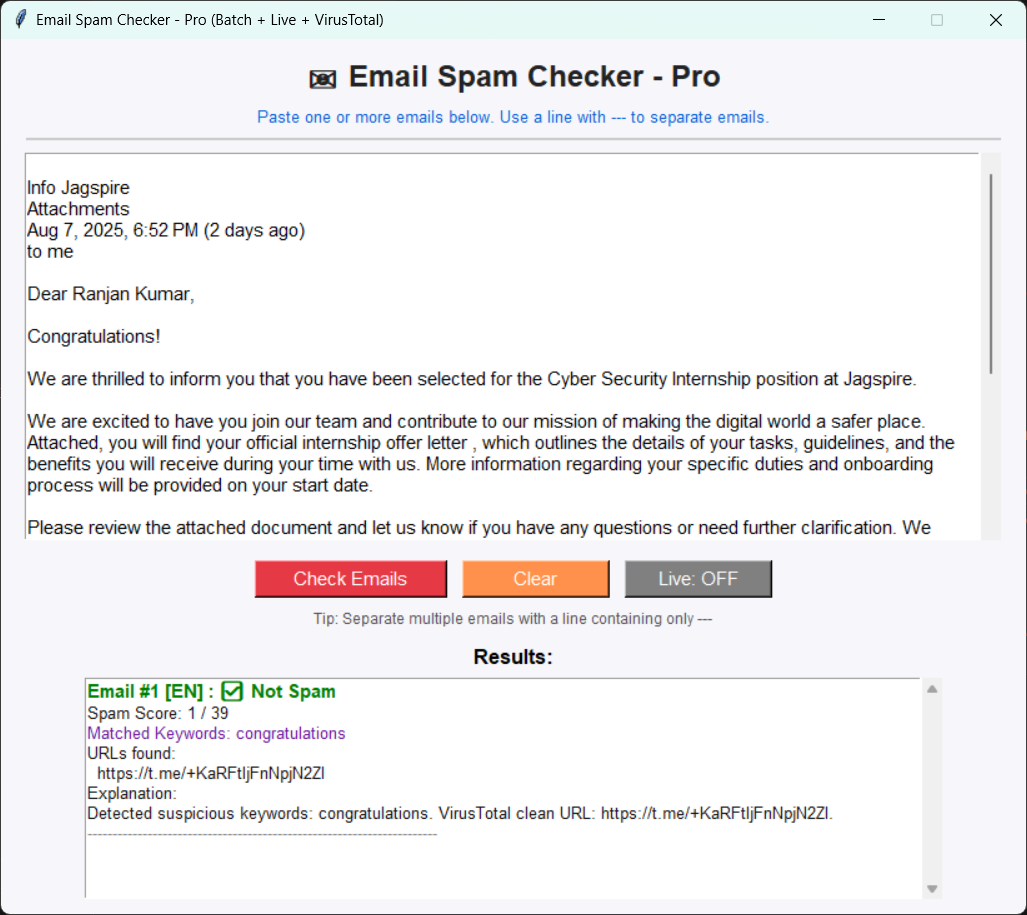 Email Spam Checker - Pro (Batch + Live + VirusTotal)
Email Spam Checker - Pro
Paste one or more emails below. Use a line with --- to separate emails.
Info Jagspire
Attachments
Aug 7, 2025, 6:52 PM (2 days ago)
to me
Dear Ranjan Kumar,
Congratulations!
We are thrilled to inform you that you have been selected for the Cyber Security Internship position at Jagspire.
We are excited to have you join our team and contribute to our mission of making the digital world a safer place.
Attached, you will find your official internship offer letter , which outlines the details of your tasks, guidelines, and the
benefits you will receive during your time with us. More information regarding your specific duties and onboarding
process will be provided on your start date.
Please review the attached document and let us know if you have any questions or need further clarification. We
Check Emails
Clear
Live: OFF
Tip: Separate multiple emails with a line containing only ---
Results:
Email #1 [EN] : ✅ Not Spam
Spam Score: 1 / 39
Matched Keywords: congratulations
URLs found:
https://t.me/+KaRFtIjFnNpjN2Zl
Explanation:
Detected suspicious keywords: congratulations. VirusTotal clean URL: https://t.me/+KaRFtIjFnNpjN2Zl.
----------------------------------------------------------------------